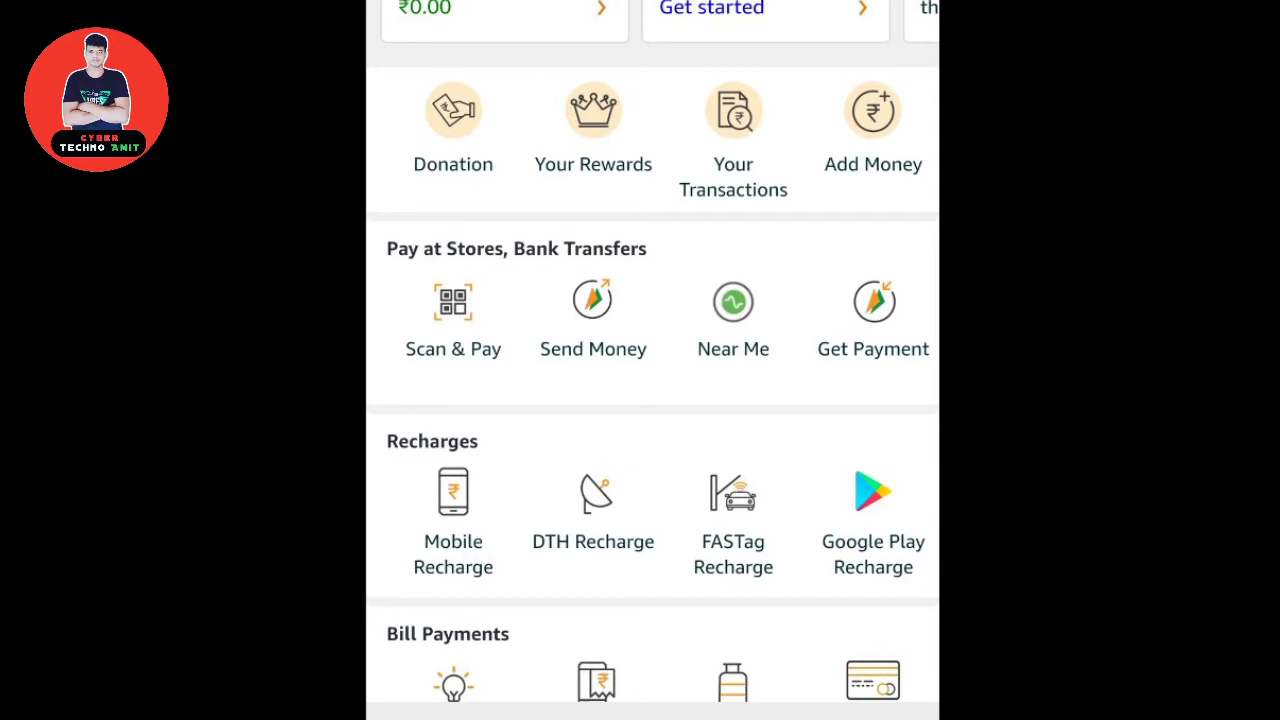 ₹0.00
Get started
th
Donation
Your Rewards
Your
Transactions
Add Money
Pay at Stores, Bank Transfers
Scan & Pay
Send Money
Near Me
Get Payment
Recharges
Mobile
Recharge
DTH Recharge
FASTag
Recharge
Google Play
Recharge
Bill Payments
CYBER
TECHNO AMIT